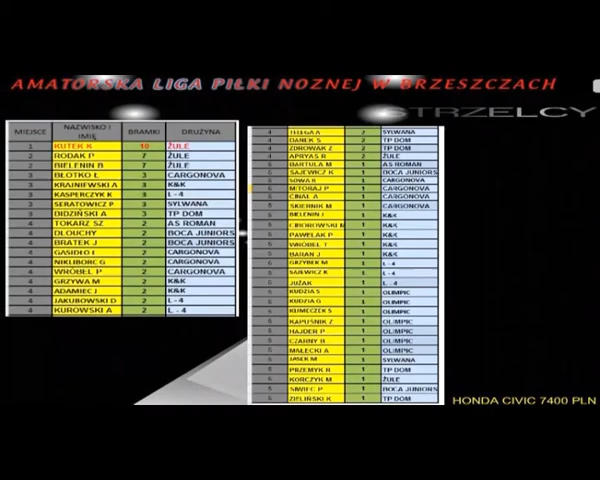 AMATORSKA LIGA PIŁKI NOZNEJ W BRZESZCZACH
STRZELCY
MIEJSCE NAZWISKO I IMIĘ BRAMKI DRUŻYNA
1 KUTEK K 10 ŻULE
2 RODAK P 7 ŻULE
2 BIELENIN B 7 ŻULE
3 BŁOTKO Ł 3 CARGONOVA
3 KRAINIEWSKI A 3 K&K
3 KASPERCZYK K 3 L - 4
3 SERATOWICZ P 3 SYLWANA
3 BIDZIŃSKI A 3 TP DOM
4 TOKARZ SZ 2 AS ROMAN
4 DLOUCHY 2 BOCA JUNIORS
4 BRATEK J 2 BOCA JUNIORS
4 GASIDŁO I 2 CARGONOVA
4 NIKLIBORC G 2 CARGONOVA
4 WRÓBEL P 2 CARGONOVA
4 GRZYWA M 2 K&K
4 ADAMIEC J 2 K&K
4 JAKUBOWSKI D 2 L - 4
4 KUROWSKI A 2 L - 4
4 TELEGA A 2 SYLWANA
4 DANEK S 2 TP DOM
4 ZDROWAK Z 2 TP DOM
4 APRYAS R 2 ŻULE
5 BARTULA M 1 AS ROMAN
5 SAJEWICZ K 1 BOCA JUNIORS
5 SOWA R 1 CARGONOVA
5 MITORAJ P 1 CARGONOVA
5 CINAL A 1 CARGONOVA
5 SKIERNIK M 1 CARGONOVA
5 BIELENIN J 1 K&K
5 CIHOROWSKI M 1 K&K
5 PAWELAK P 1 K&K
5 WRÓBEL T 1 K&K
5 BARAN J 1 K&K
5 GRZYBEK M 1 L - 4
5 SAJEWICZ K 1 L - 4
5 JUZAK 1 L - 4
5 KUDZIA S 1 OLIMPIC
5 KUDZIA G 1 OLIMPIC
5 KLIMECZEK S 1 OLIMPIC
5 KAPUŚNIK Z 1 OLIMPIC
5 HAJDER P 1 OLIMPIC
5 CZARNY B 1 OLIMPIC
5 MAŁECKI A 1 OLIMPIC
5 JASEK M 1 SYLWANA
5 PRZEMYK R 1 TP DOM
5 KORCZYK M 1 ŻULE
5 SIWIEC P 1 BOCA JUNIORS
5 ZIELIŃSKI K 1 TP DOM
HONDA CIVIC 7400 PLN